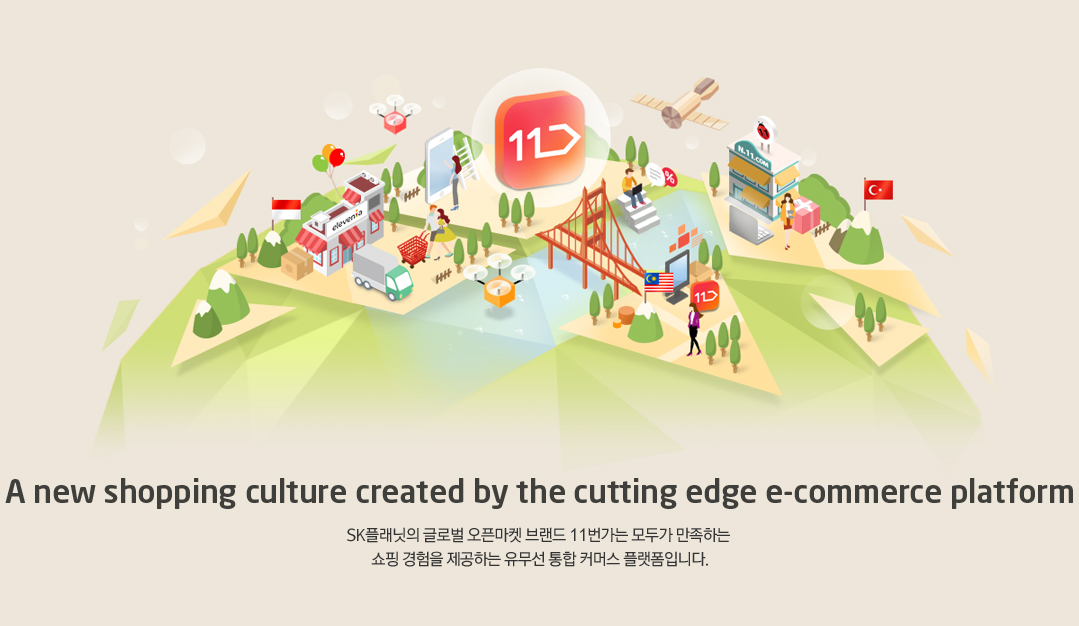 11
%
N.11.COM
elevenia
11
A new shopping culture created by the cutting edge e-commerce platform
SK플래닛의 글로벌 오픈마켓 브랜드 11번가는 모두가 만족하는
쇼핑 경험을 제공하는 유무선 통합 커머스 플랫폼입니다.